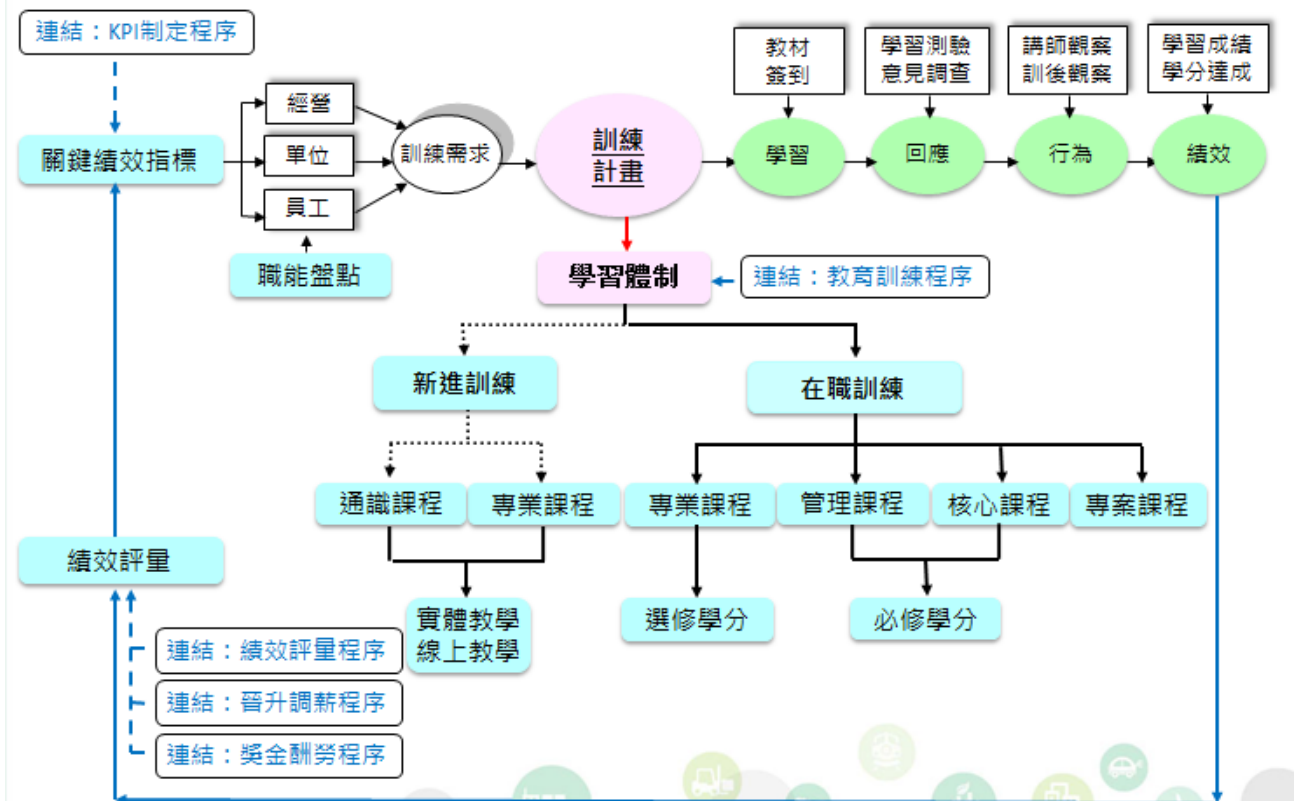 連結：KPI制定程序
教材
簽到
學習測驗
意見調查
講師觀察
訓後觀察
學習成績
學分達成
經營
關鍵績效指標
單位
員工
訓練需求
訓練
計畫
學習
回應
行為
績效
職能盤點
學習體制
連結：教育訓練程序
新進訓練
在職訓練
通識課程
專業課程
專業課程
管理課程
核心課程
專案課程
績效評量
實體教學
線上教學
選修學分
必修學分
連結：績效評量程序
連結：晉升調薪程序
連結：獎金酬勞程序